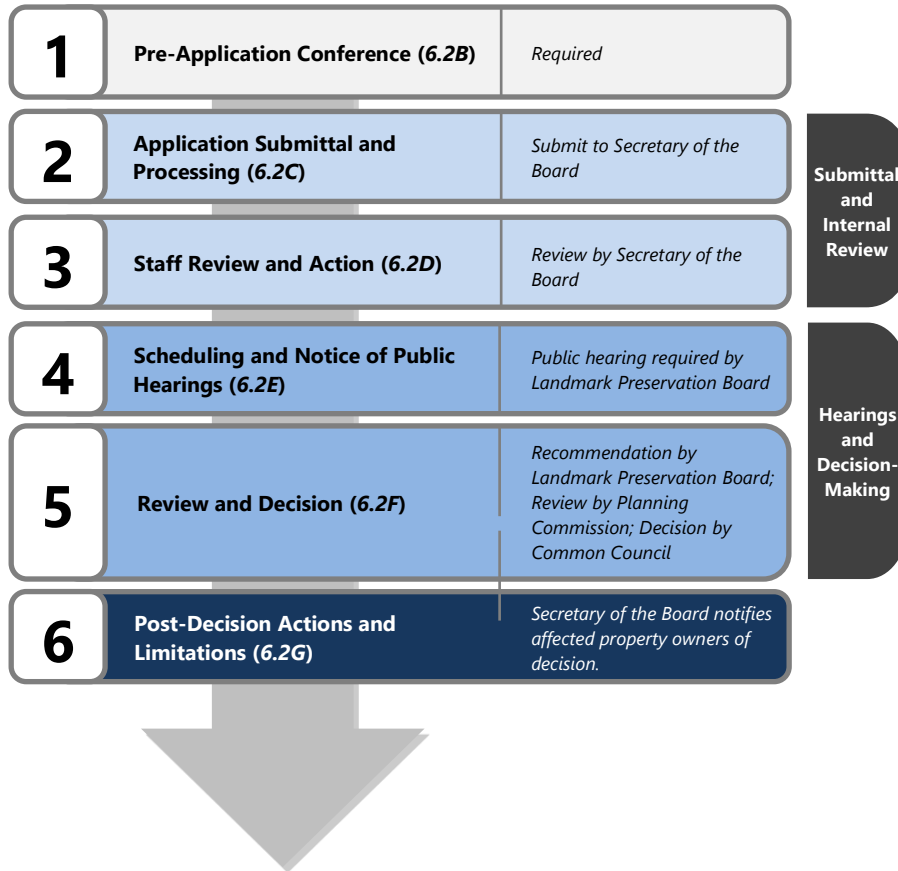 1
Pre-Application Conference (6.2B)
Required
2
Application Submittal and
Processing (6.2C)
Submit to Secretary of the
Board
3
Staff Review and Action (6.2D)
Review by Secretary of the
Board
Submittal
and
Internal
Review
4
Scheduling and Notice of Public
Hearings (6.2E)
Public hearing required by
Landmark Preservation Board
5
Review and Decision (6.2F)
Recommendation by
Landmark Preservation Board;
Review by Planning
Commission; Decision by
Common Council
Hearings
and
Decision-
Making
6
Post-Decision Actions and
Limitations (6.2G)
Secretary of the Board notifies
affected property owners of
decision.